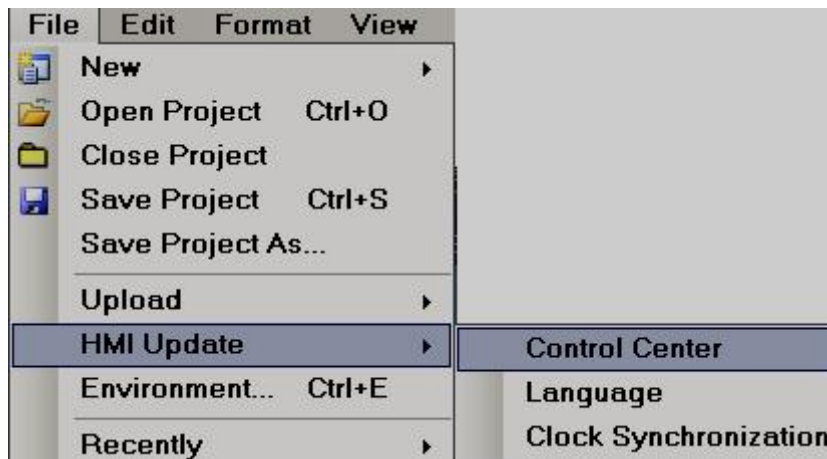 File Edit Format View
New
Open Project Ctrl+O
Close Project
Save Project Ctrl+S
Save Project As...
Upload
HMI Update
Control Center
Environment... Ctrl+E
Language
Recently
Clock Synchronization